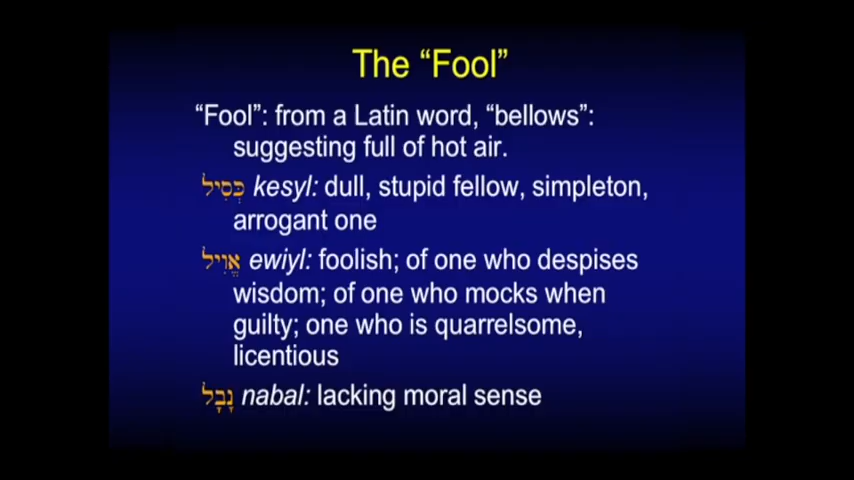 The “Fool”
“Fool”: from a Latin word, “bellows”:
suggesting full of hot air.
כְּסִיל kesyl: dull, stupid fellow, simpleton,
arrogant one
אֱוִיל ewiyl: foolish; of one who despises
wisdom; of one who mocks when
guilty; one who is quarrelsome,
licentious
נָבָל nabal: lacking moral sense